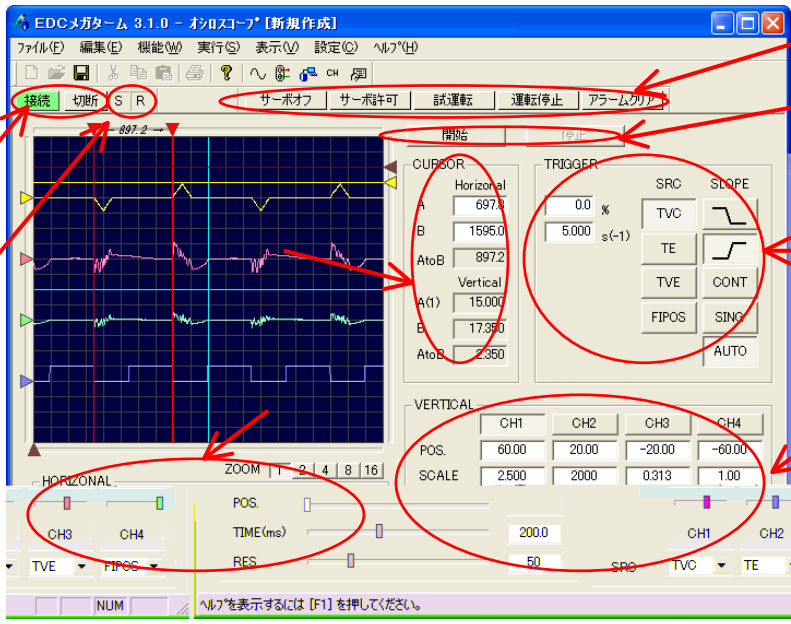 EDCメガターム 3.1.0 - ｵｼﾛｽｺｰﾌﾟ [新規作成]
ﾌｧｲﾙ(F) 編集(E) 機能(W) 実行(S) 表示(V) 設定(C) ﾍﾙﾌﾟ(H)
CH
接続 切断 S R サーボオフ サーボ許可 試運転 運転停止 アラームクリア
897.2
開始 停止
CURSOR TRIGGER
Horizonal SRC SLOPE
A 697.8 0.0 % TVC
B 1595.0 5.000 s(-1)
AtoB 897.2 TE
Vertical TVE CONT
A(1) 15.000
B 17.350 FIPOS SING
AtoB 2.350 AUTO
VERTICAL
CH1 CH2 CH3 CH4
POS. 60.00 20.00 -20.00 -60.00
ZOOM 1 2 4 8 16
HORIZONAL SCALE 2.500 2000 0.313 1.00
POS.
CH3 CH4 TIME(ms) 200.0 CH1 CH2
TVE FIPOS RES 50 SRC TVC TE
NUM ﾍﾙﾌﾟを表示するには [F1] を押してください。